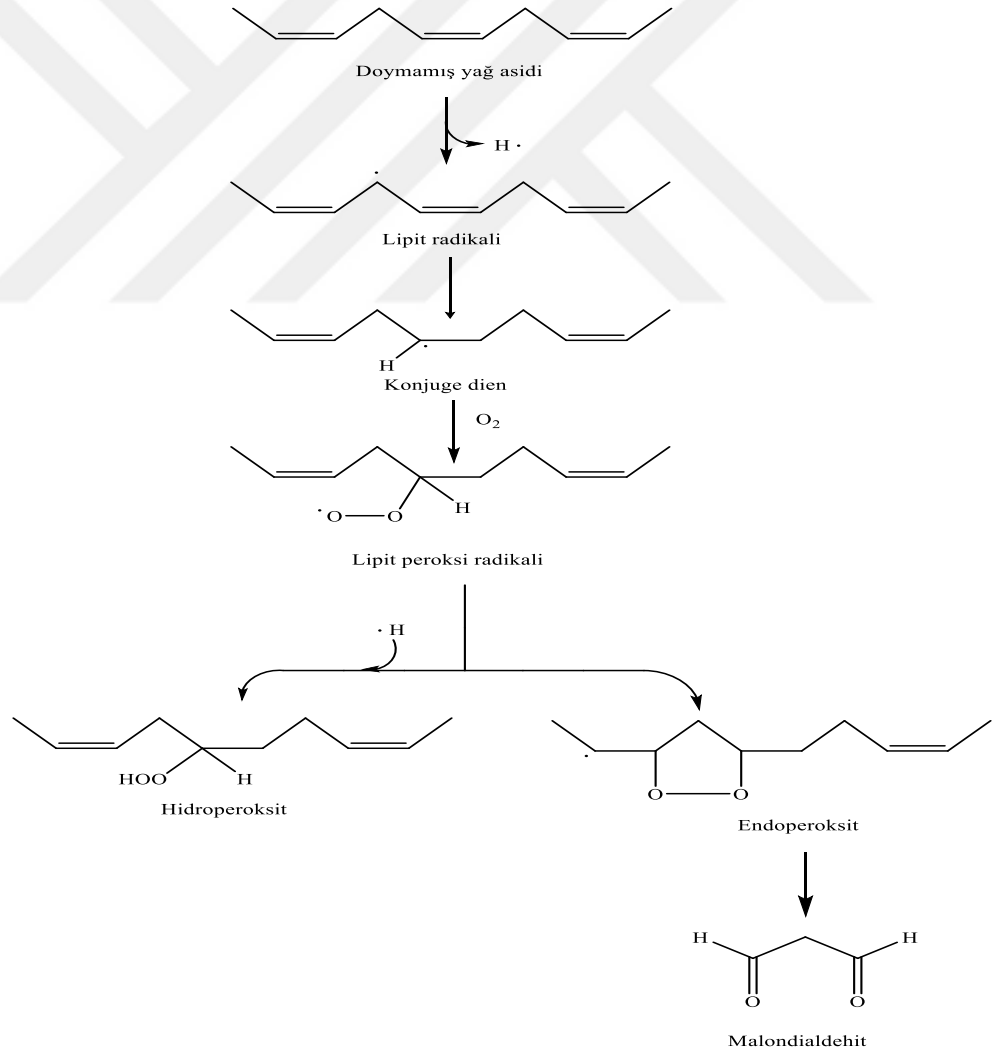 Doymamış yağ asidi
H ·
Lipit radikali
H
Konjuge dien
O₂
· O O H
Lipit peroksi radikali
· H
HOO H
Hidroperoksit
O O
Endoperoksit
H H
O O
Malondialdehit